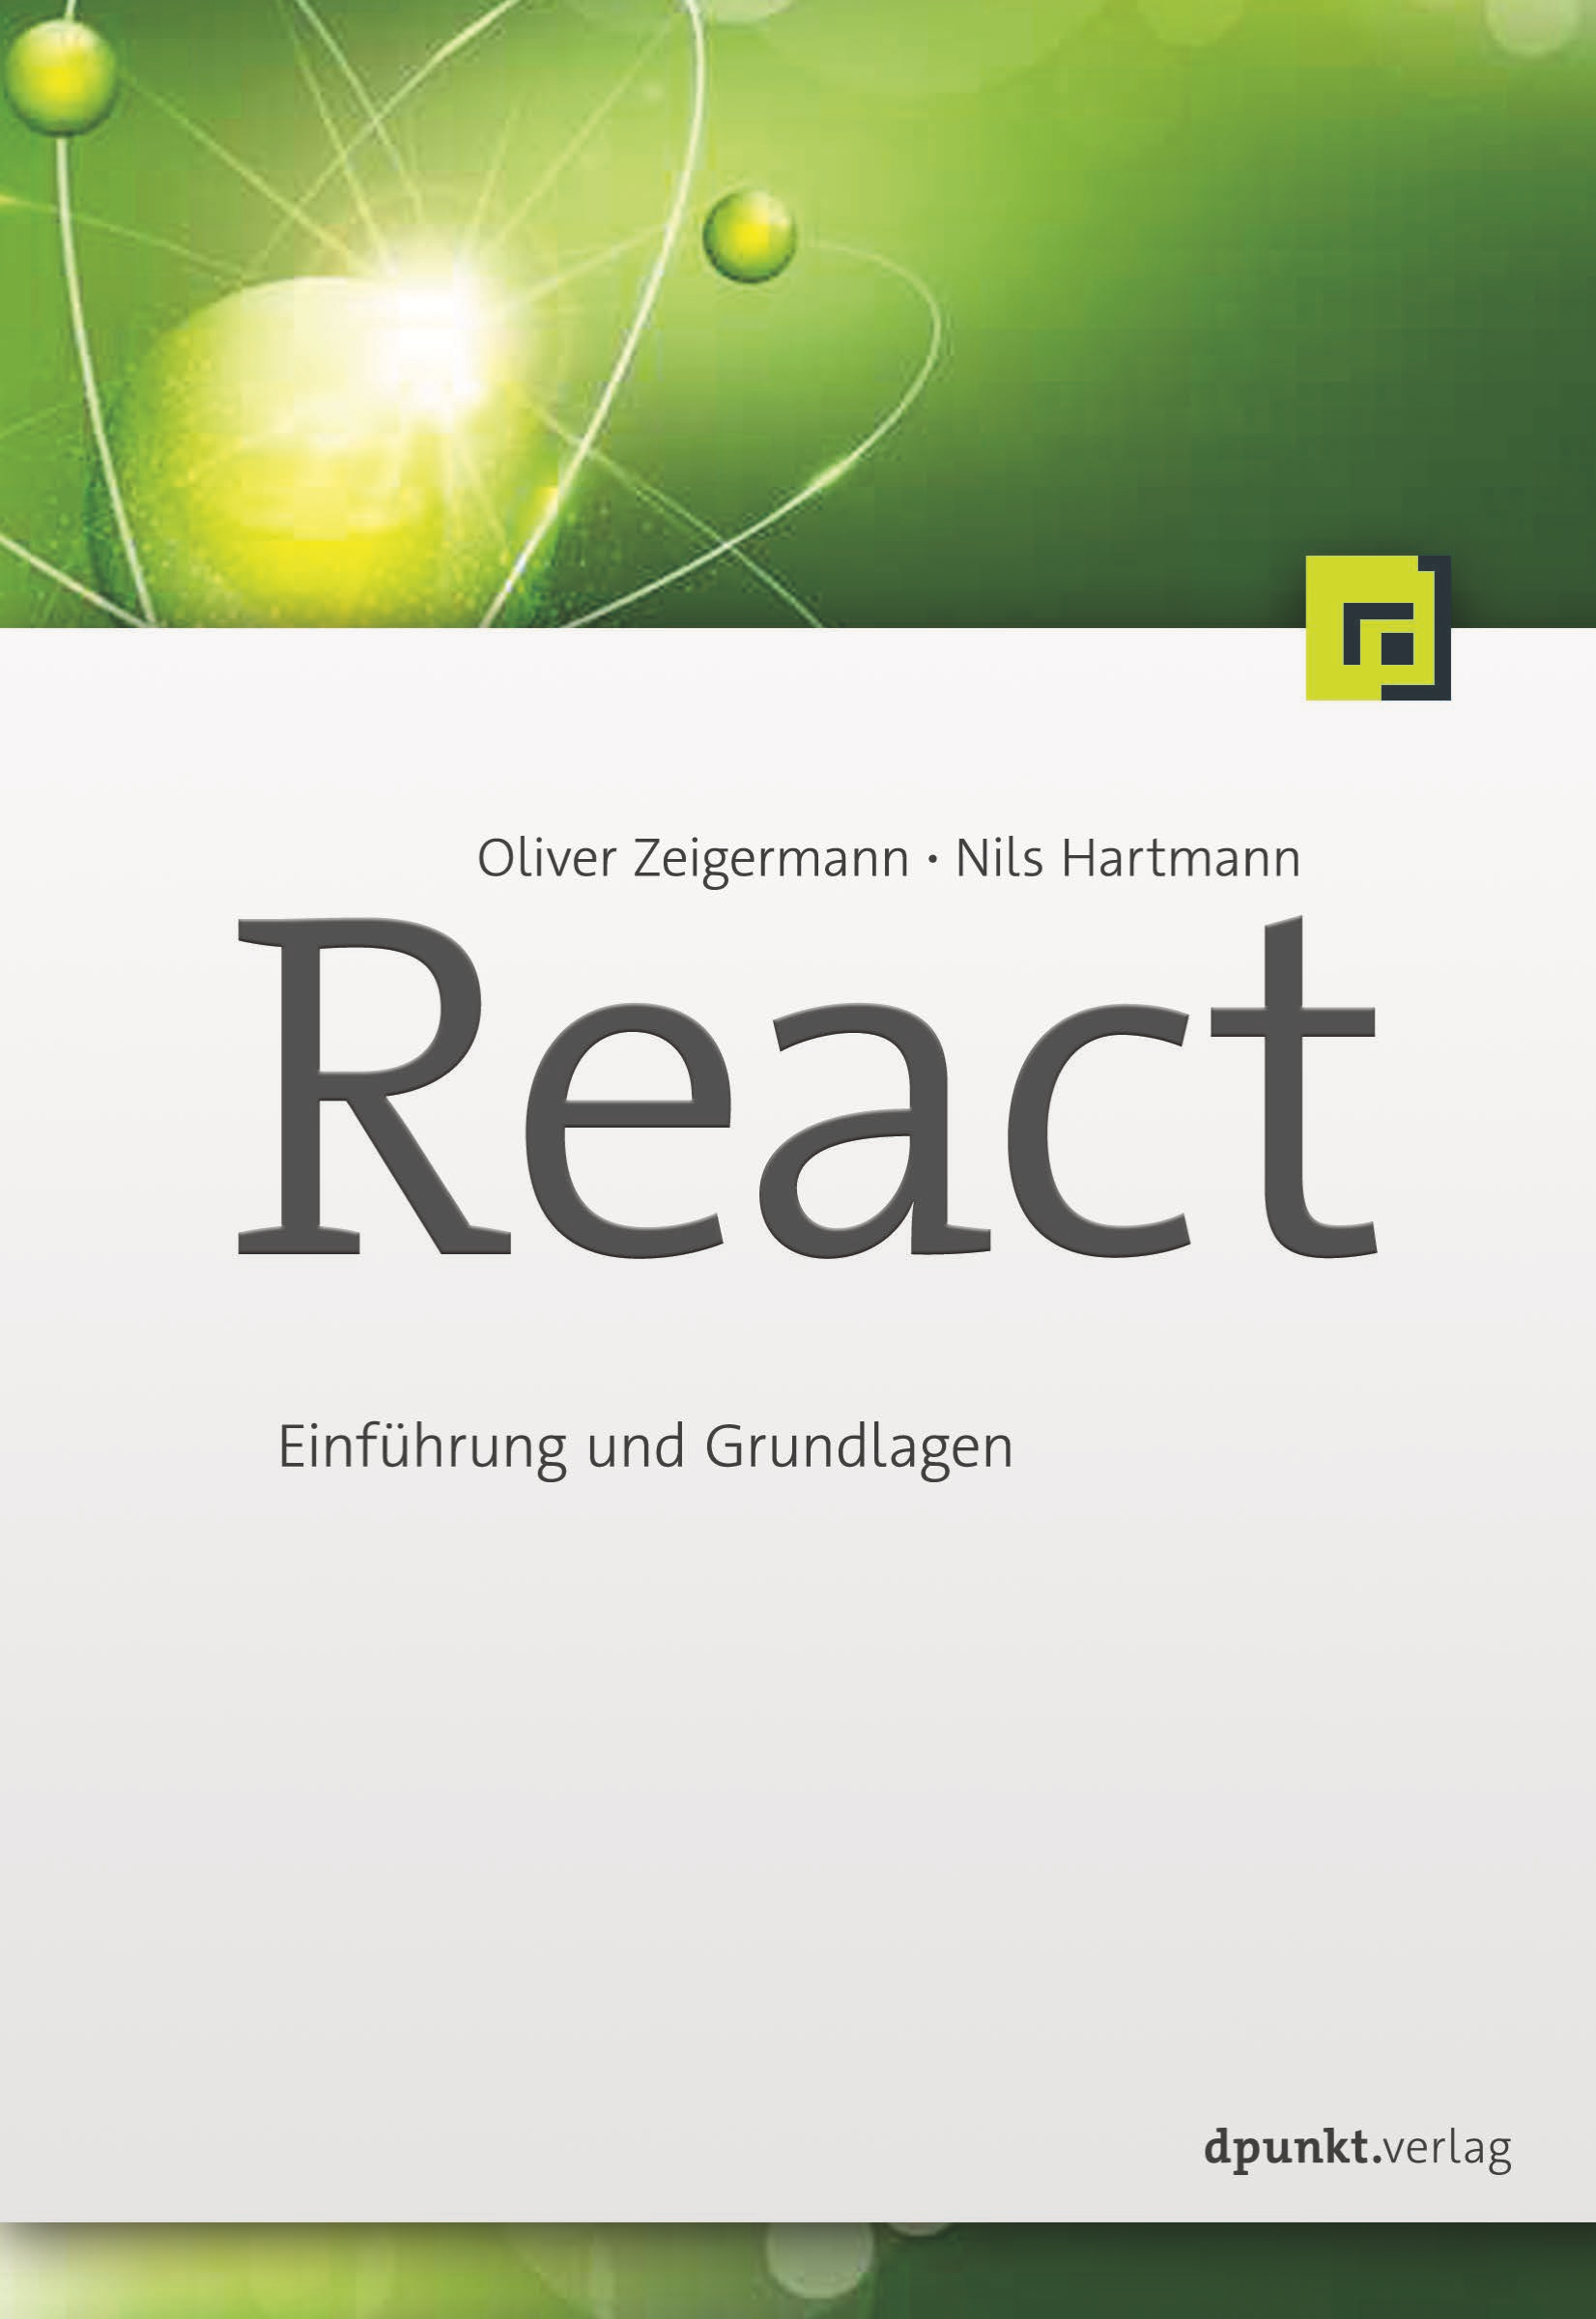 Oliver Zeigermann · Nils Hartmann
React
Einführung und Grundlagen
dpunkt.verlag